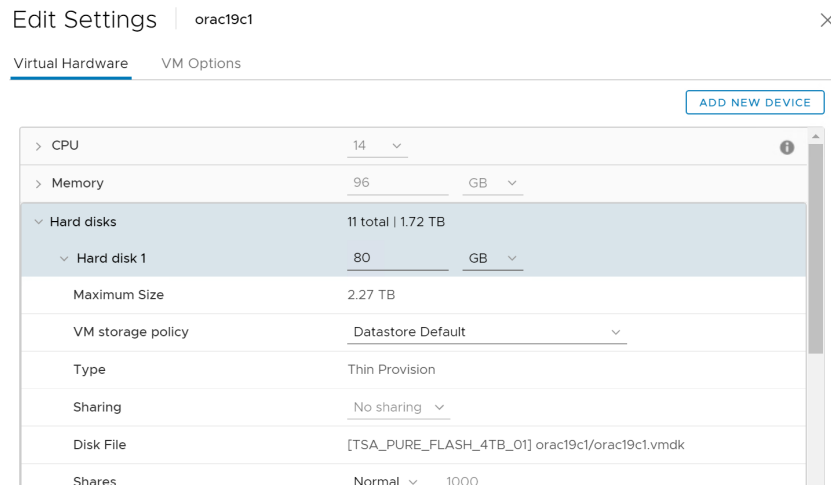 Edit Settings orac19c1
Virtual Hardware VM Options
ADD NEW DEVICE
CPU 14
Memory 96 GB
Hard disks 11 total | 1.72 TB
Hard disk 1 80 GB
Maximum Size 2.27 TB
VM storage policy Datastore Default
Type Thin Provision
Sharing No sharing
Disk File [TSA_PURE_FLASH_4TB_01] orac19c1/orac19c1.vmdk
Shares Normal 1000